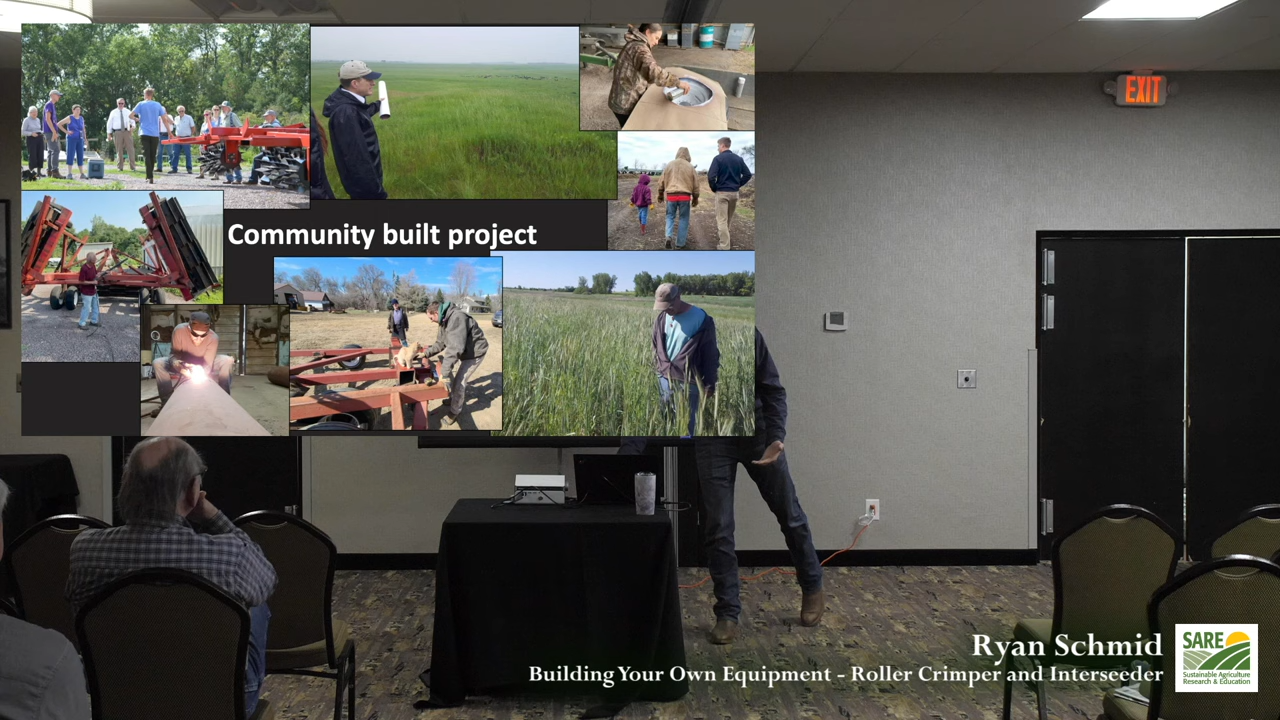 EXIT
Community built project
Ryan Schmid
Building Your Own Equipment - Roller Crimper and Interseeder
SARE
Sustainable Agriculture
Research & Education